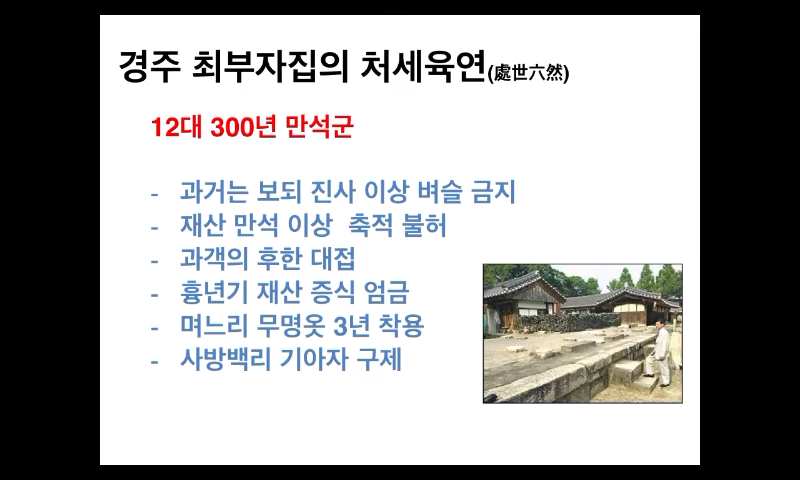 경주 최부자집의 처세육연(處世六然)
12대 300년 만석군
- 과거는 보되 진사 이상 벼슬 금지
- 재산 만석 이상 축적 불허
- 과객의 후한 대접
- 흉년기 재산 증식 엄금
- 며느리 무명옷 3년 착용
- 사방백리 기아자 구제